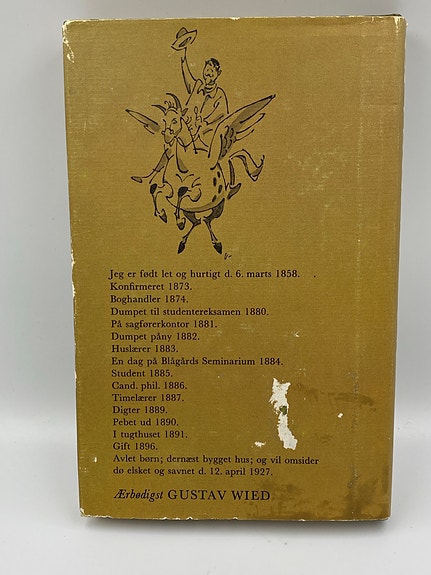 Jeg er født let og hurtigt d. 6. marts 1858.
Konfirmeret 1873.
Boghandler 1874.
Dumpet til studentereksamen 1880.
På sagførerkontor 1881.
Dumpet påny 1882.
Huslærer 1883.
En dag på Blågårds Seminarium 1884.
Student 1885.
Cand. phil. 1886.
Timelærer 1887.
Digter 1889.
Pebet ud 1890.
I tugthuset 1891.
Gift 1896.
Avlet børn; dernæst bygget hus; og vil omsider
dø elsket og savnet d. 12. april 1927.
Ærbødigst GUSTAV WIED